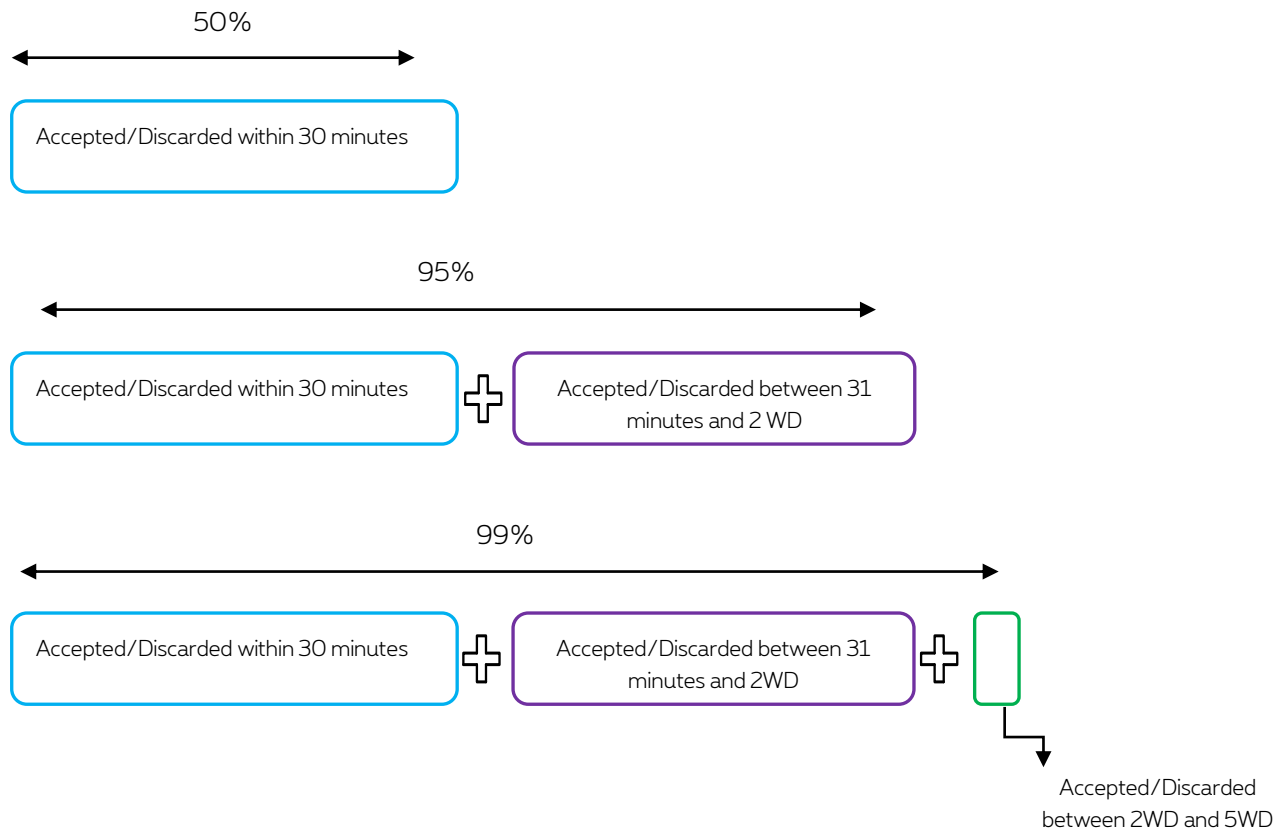 50%
Accepted/Discarded within 30 minutes
95%
Accepted/Discarded within 30 minutes
Accepted/Discarded between 31
minutes and 2 WD
99%
Accepted/Discarded within 30 minutes
Accepted/Discarded between 31
minutes and 2WD
Accepted/Discarded
between 2WD and 5WD